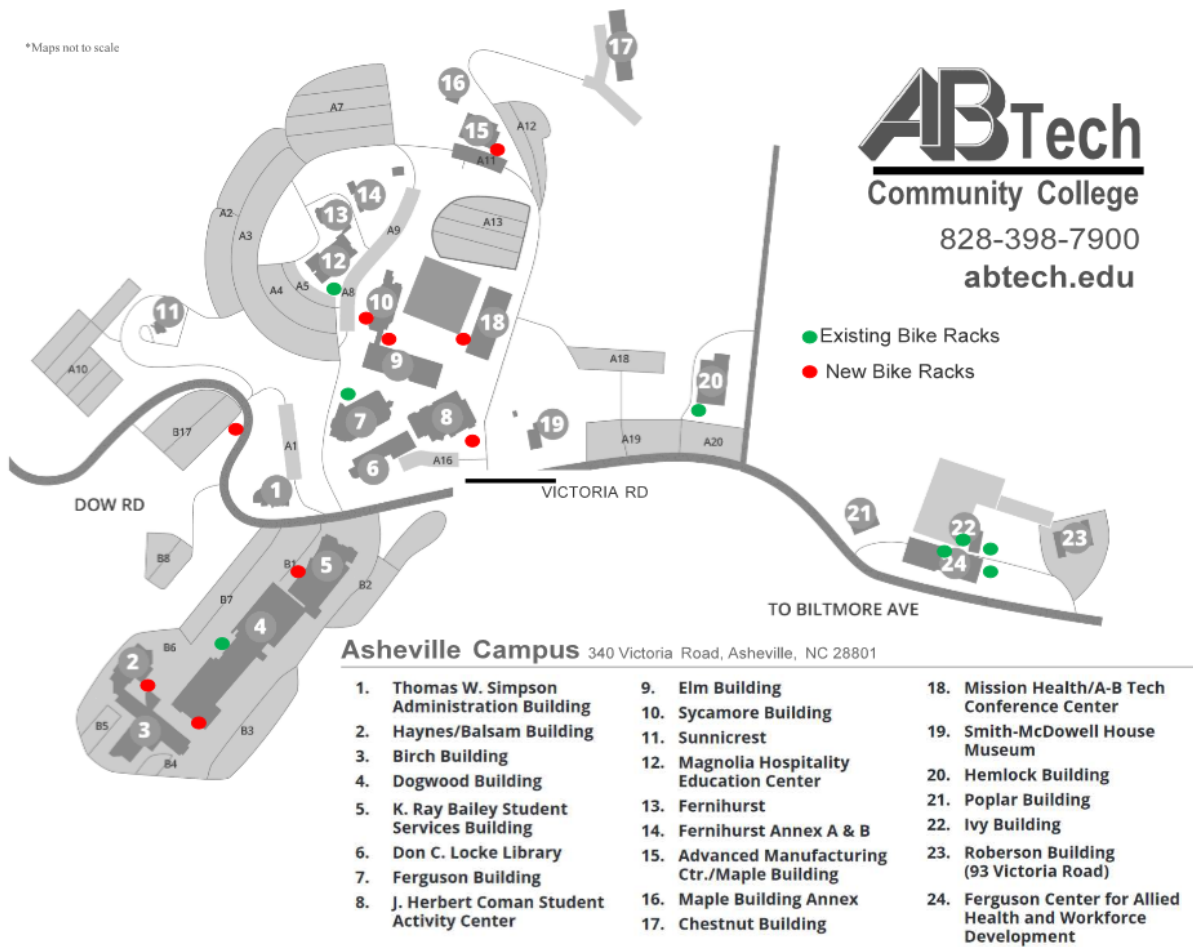 *Maps not to scale
17
16
A7
15
A12
A11
14
13
A2
A3
A9
A13
12
A5
A4
A8
10
11
18
A10
9
A18
20
7
8
19
B17
A1
A19
A20
6
A16
1
DOW RD
VICTORIA RD
21
22
23
24
B8
B1
5
B7
B2
4
TO BILTMORE AVE
B6
2
B5
3
B3
B4
AB Tech
Community College
828-398-7900
abtech.edu
Existing Bike Racks
New Bike Racks
Asheville Campus 340 Victoria Road, Asheville, NC 28801
1. Thomas W. Simpson
Administration Building
2. Haynes/Balsam Building
3. Birch Building
4. Dogwood Building
5. K. Ray Bailey Student
Services Building
6. Don C. Locke Library
7. Ferguson Building
8. J. Herbert Coman Student
Activity Center
9. Elm Building
10. Sycamore Building
11. Sunnicrest
12. Magnolia Hospitality
Education Center
13. Fernihurst
14. Fernihurst Annex A & B
15. Advanced Manufacturing
Ctr./Maple Building
16. Maple Building Annex
17. Chestnut Building
18. Mission Health/A-B Tech
Conference Center
19. Smith-McDowell House
Museum
20. Hemlock Building
21. Poplar Building
22. Ivy Building
23. Roberson Building
(93 Victoria Road)
24. Ferguson Center for Allied
Health and Workforce
Development